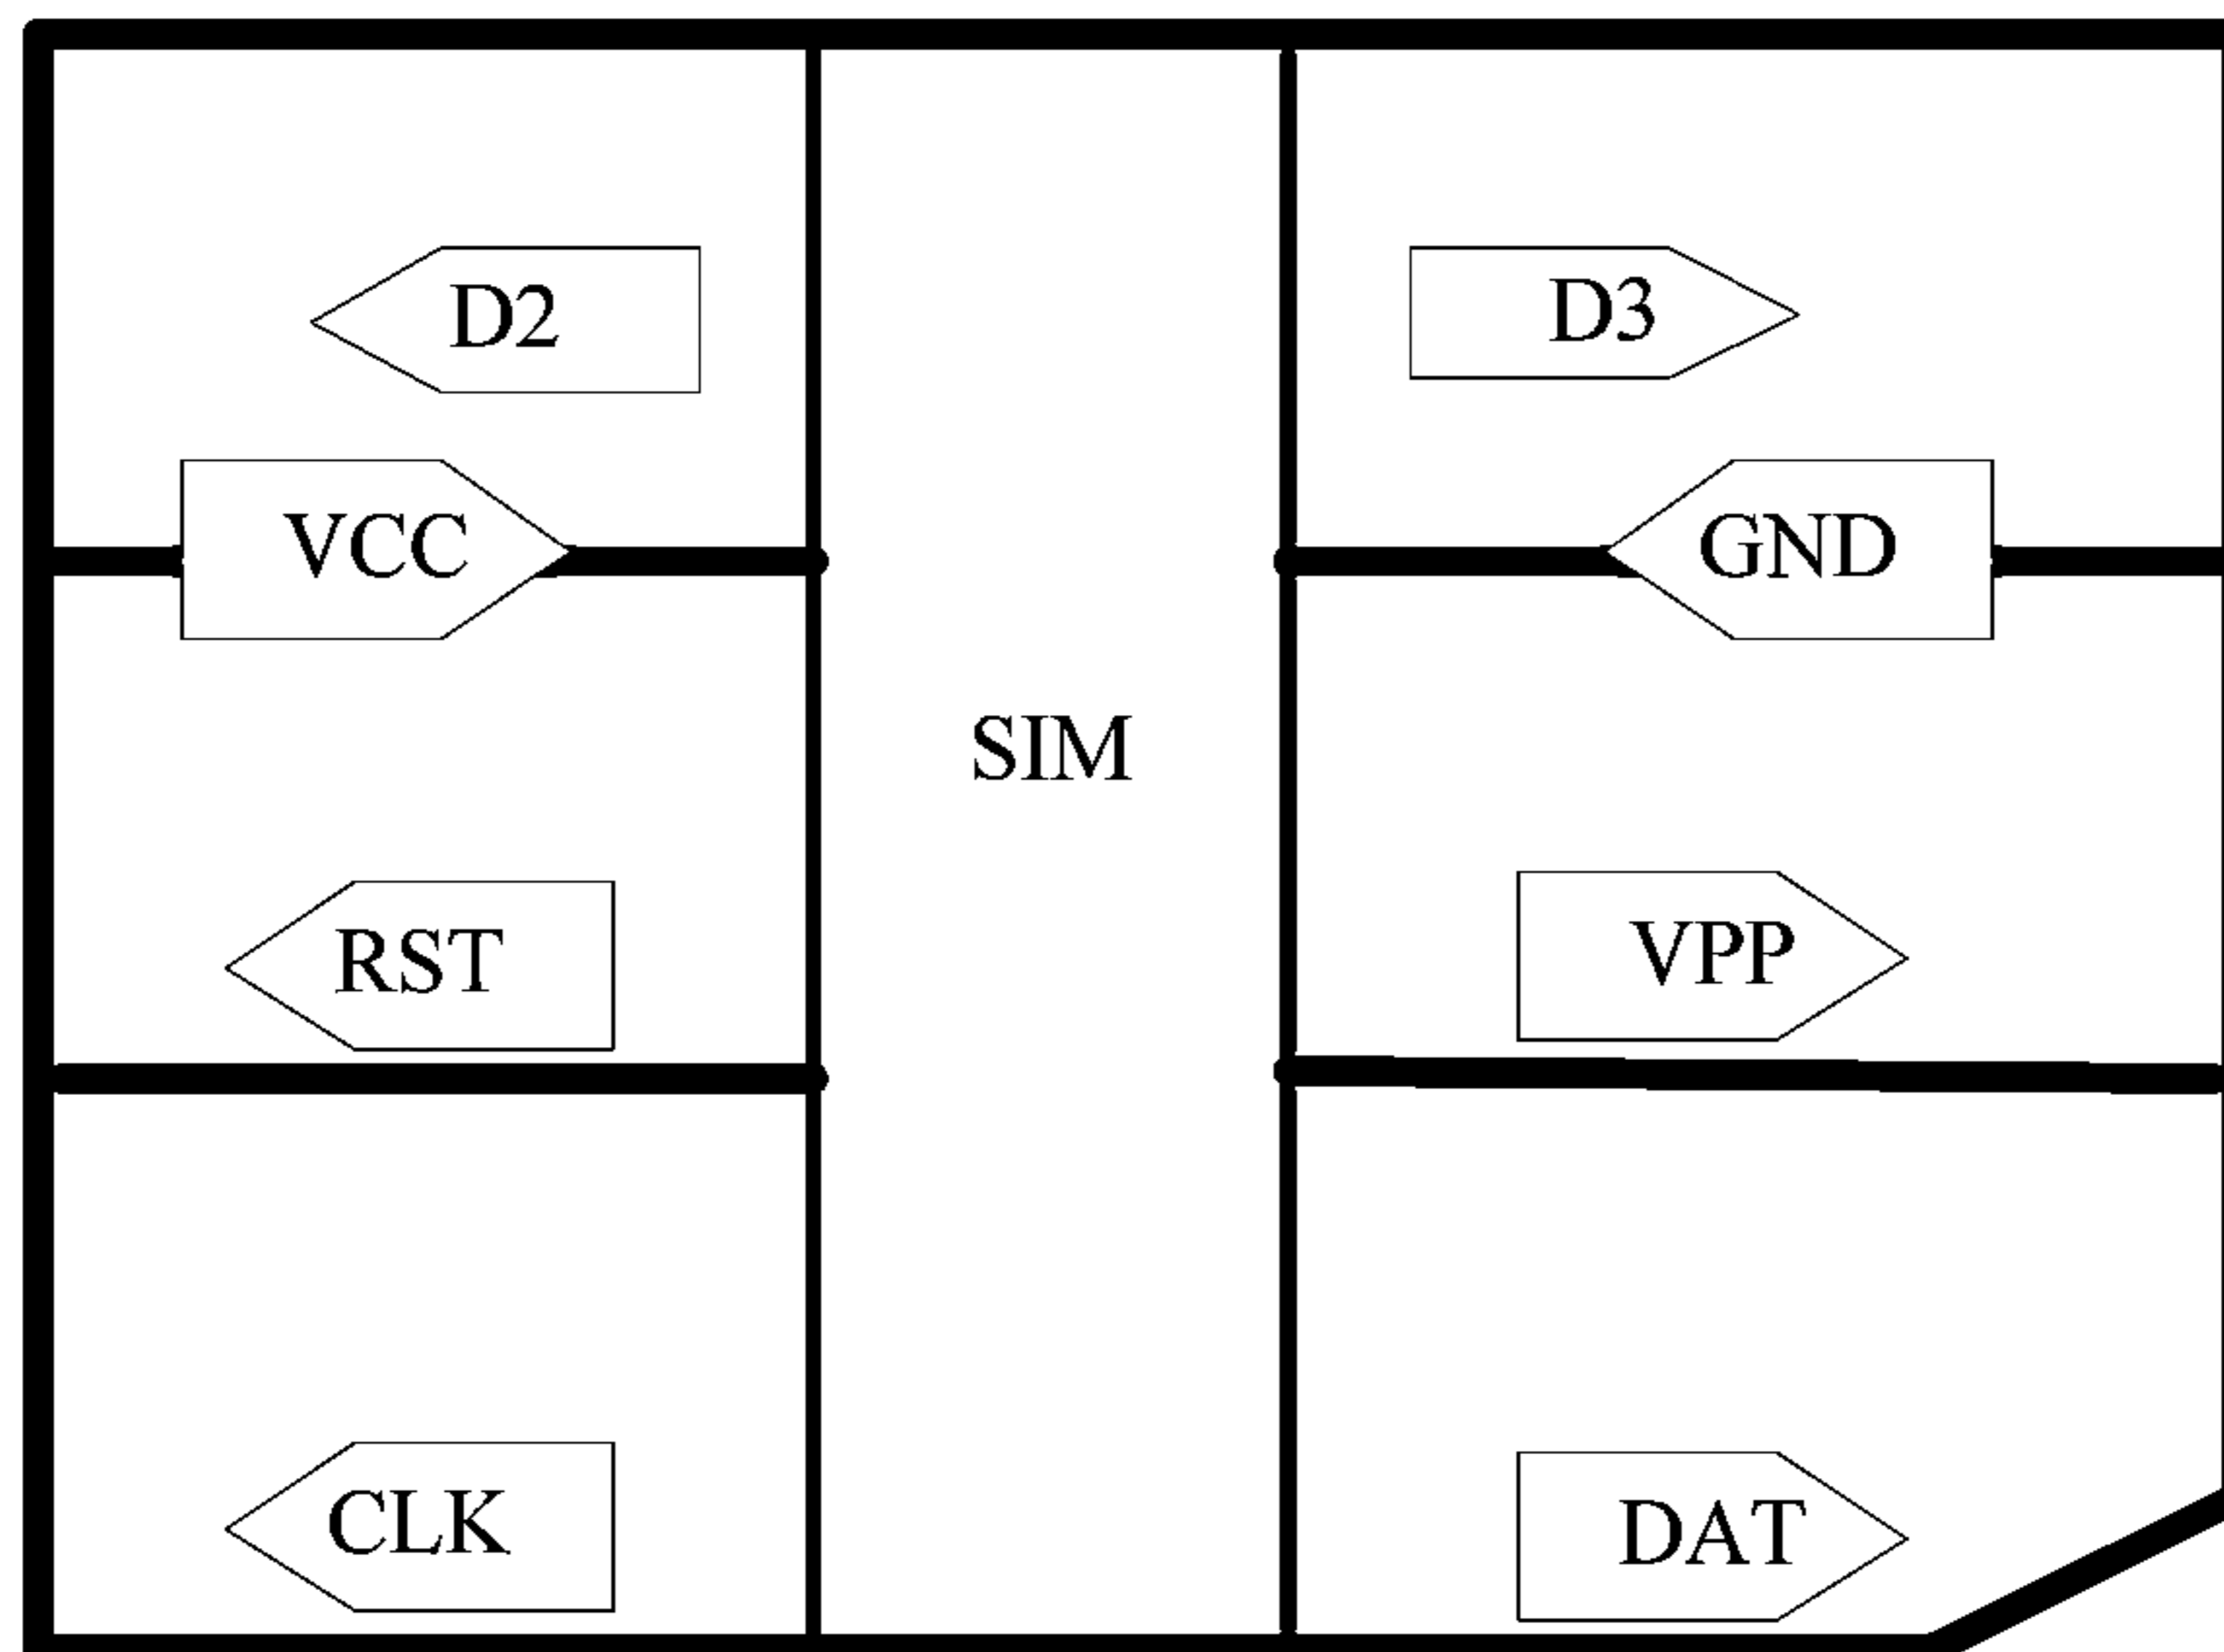 D2
D3
VCC
GND
SIM
RST
VPP
CLK
DAT